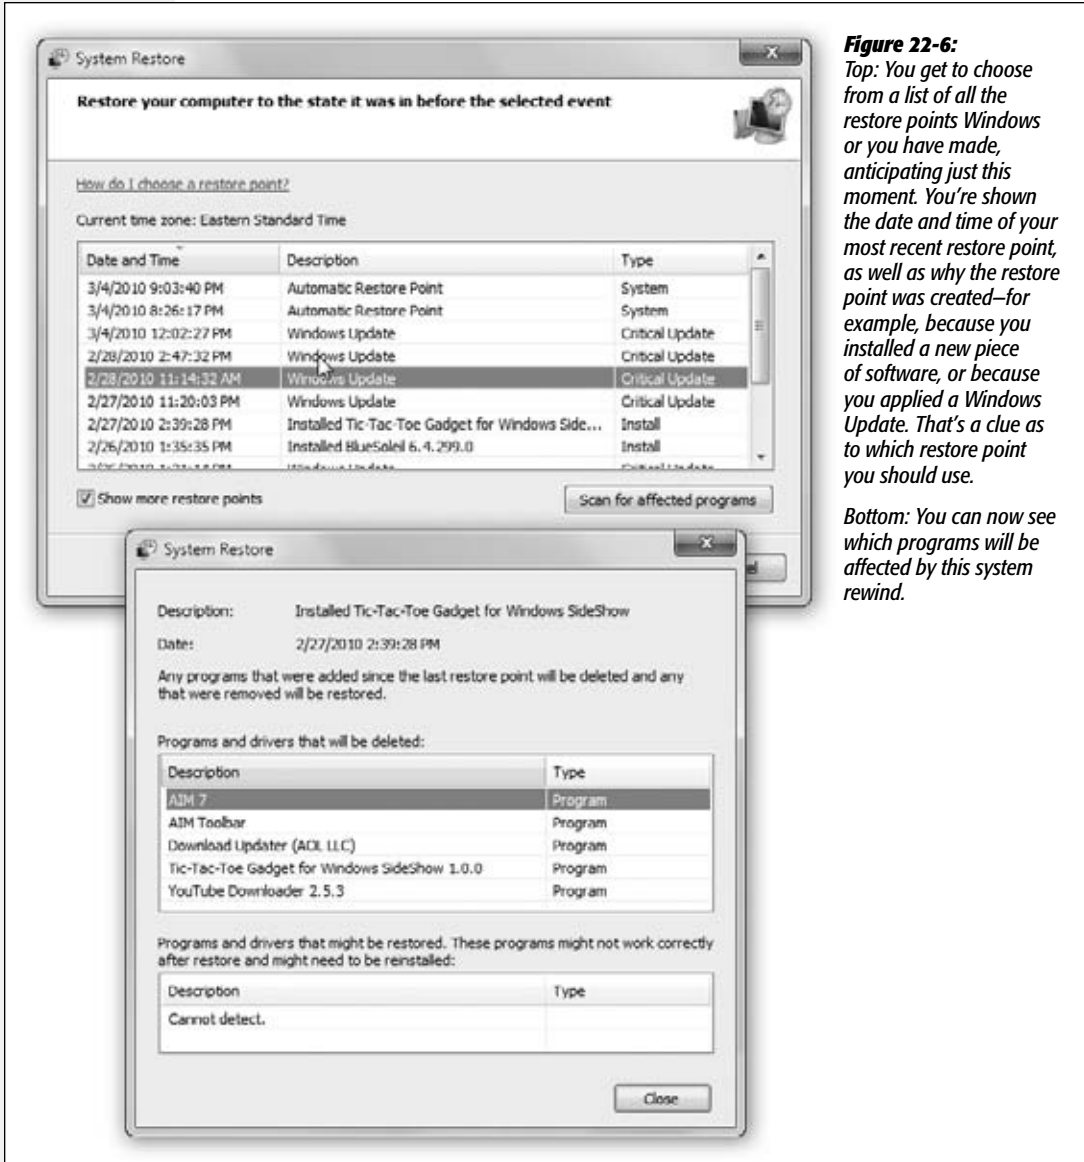 System Restore
Restore your computer to the state it was in before the selected event
How do I choose a restore point?
Current time zone: Eastern Standard Time
Date and Time Description Type
3/4/2010 9:03:40 PM Automatic Restore Point System
3/4/2010 8:26:17 PM Automatic Restore Point System
3/4/2010 12:02:27 PM Windows Update Critical Update
2/28/2010 2:47:32 PM Windows Update Critical Update
2/28/2010 11:14:32 AM Windows Update Critical Update
2/27/2010 11:20:03 PM Windows Update Critical Update
2/27/2010 2:39:28 PM Installed Tic-Tac-Toe Gadget for Windows Side... Install
2/26/2010 1:35:35 PM Installed BlueSoleil 6.4.299.0 Install
Windows Update Critical Update
Show more restore points
Scan for affected programs
System Restore
Description: Installed Tic-Tac-Toe Gadget for Windows SideShow
Date: 2/27/2010 2:39:28 PM
Any programs that were added since the last restore point will be deleted and any
that were removed will be restored.
Programs and drivers that will be deleted:
Description Type
AIM 7 Program
AIM Toolbar Program
Download Updater (AOL LLC) Program
Tic-Tac-Toe Gadget for Windows SideShow 1.0.0 Program
YouTube Downloader 2.5.3 Program
Programs and drivers that might be restored. These programs might not work correctly
after restore and might need to be reinstalled:
Description Type
Cannot detect.
Close
Figure 22-6:
Top: You get to choose
from a list of all the
restore points Windows
or you have made,
anticipating just this
moment. You're shown
the date and time of your
most recent restore point,
as well as why the restore
point was created—for
example, because you
installed a new piece
of software, or because
you applied a Windows
Update. That's a clue as
to which restore point
you should use.
Bottom: You can now see
which programs will be
affected by this system
rewind.